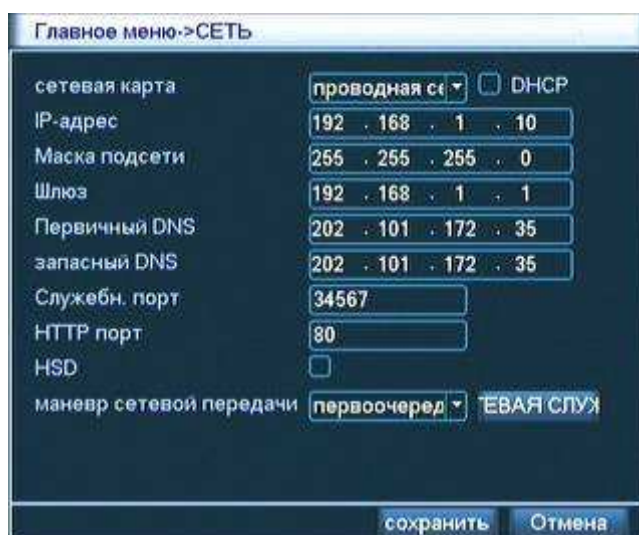 Главное меню->СЕТЬ
сетевая карта проводная се DHCP
IP-адрес 192 . 168 . 1 . 10
Маска подсети 255 . 255 . 255 . 0
Шлюз 192 . 168 . 1 . 1
Первичный DNS 202 . 101 . 172 . 35
запасный DNS 202 . 101 . 172 . 35
Служебн. порт 34567
HTTP порт 80
HSD
маневр сетевой передачи первоочеред ТЕВАЯ СЛУЖ
сохранить Отмена